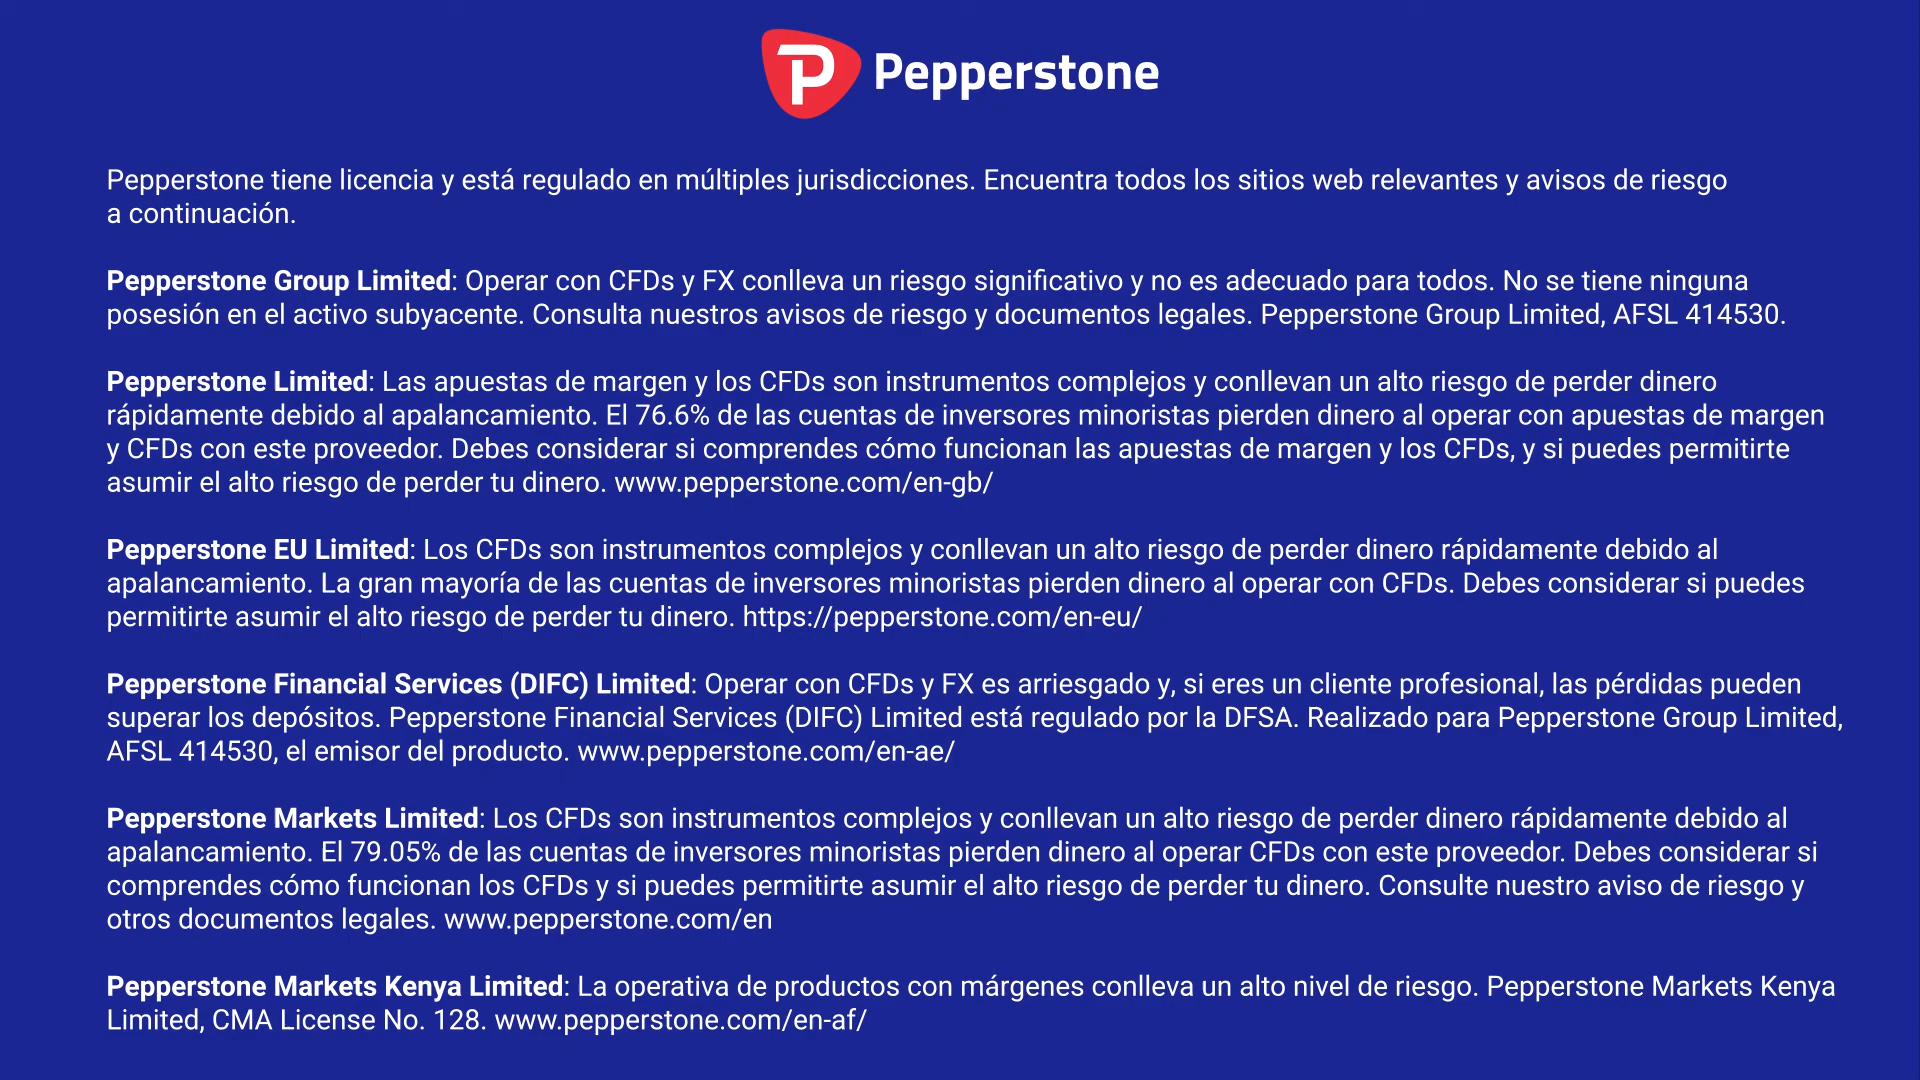 Pepperstone
Pepperstone tiene licencia y está regulado en múltiples jurisdicciones. Encuentra todos los sitios web relevantes y avisos de riesgo
a continuación.
Pepperstone Group Limited: Operar con CFDs y FX conlleva un riesgo significativo y no es adecuado para todos. No se tiene ninguna
posesión en el activo subyacente. Consulta nuestros avisos de riesgo y documentos legales. Pepperstone Group Limited, AFSL 414530.
Pepperstone Limited: Las apuestas de margen y los CFDs son instrumentos complejos y conllevan un alto riesgo de perder dinero
rápidamente debido al apalancamiento. El 76.6% de las cuentas de inversores minoristas pierden dinero al operar con apuestas de margen
y CFDs con este proveedor. Debes considerar si comprendes cómo funcionan las apuestas de margen y los CFDs, y si puedes permitirte
asumir el alto riesgo de perder tu dinero. www.pepperstone.com/en-gb/
Pepperstone EU Limited: Los CFDs son instrumentos complejos y conllevan un alto riesgo de perder dinero rápidamente debido al
apalancamiento. La gran mayoría de las cuentas de inversores minoristas pierden dinero al operar con CFDs. Debes considerar si puedes
permitirte asumir el alto riesgo de perder tu dinero. https://pepperstone.com/en-eu/
Pepperstone Financial Services (DIFC) Limited: Operar con CFDs y FX es arriesgado y, si eres un cliente profesional, las pérdidas pueden
superar los depósitos. Pepperstone Financial Services (DIFC) Limited está regulado por la DFSA. Realizado para Pepperstone Group Limited,
AFSL 414530, el emisor del producto. www.pepperstone.com/en-ae/
Pepperstone Markets Limited: Los CFDs son instrumentos complejos y conllevan un alto riesgo de perder dinero rápidamente debido al
apalancamiento. El 79.05% de las cuentas de inversores minoristas pierden dinero al operar CFDs con este proveedor. Debes considerar si
comprendes cómo funcionan los CFDs y si puedes permitirte asumir el alto riesgo de perder tu dinero. Consulte nuestro aviso de riesgo y
otros documentos legales. www.pepperstone.com/en
Pepperstone Markets Kenya Limited: La operativa de productos con márgenes conlleva un alto nivel de riesgo. Pepperstone Markets Kenya
Limited, CMA License No. 128. www.pepperstone.com/en-af/